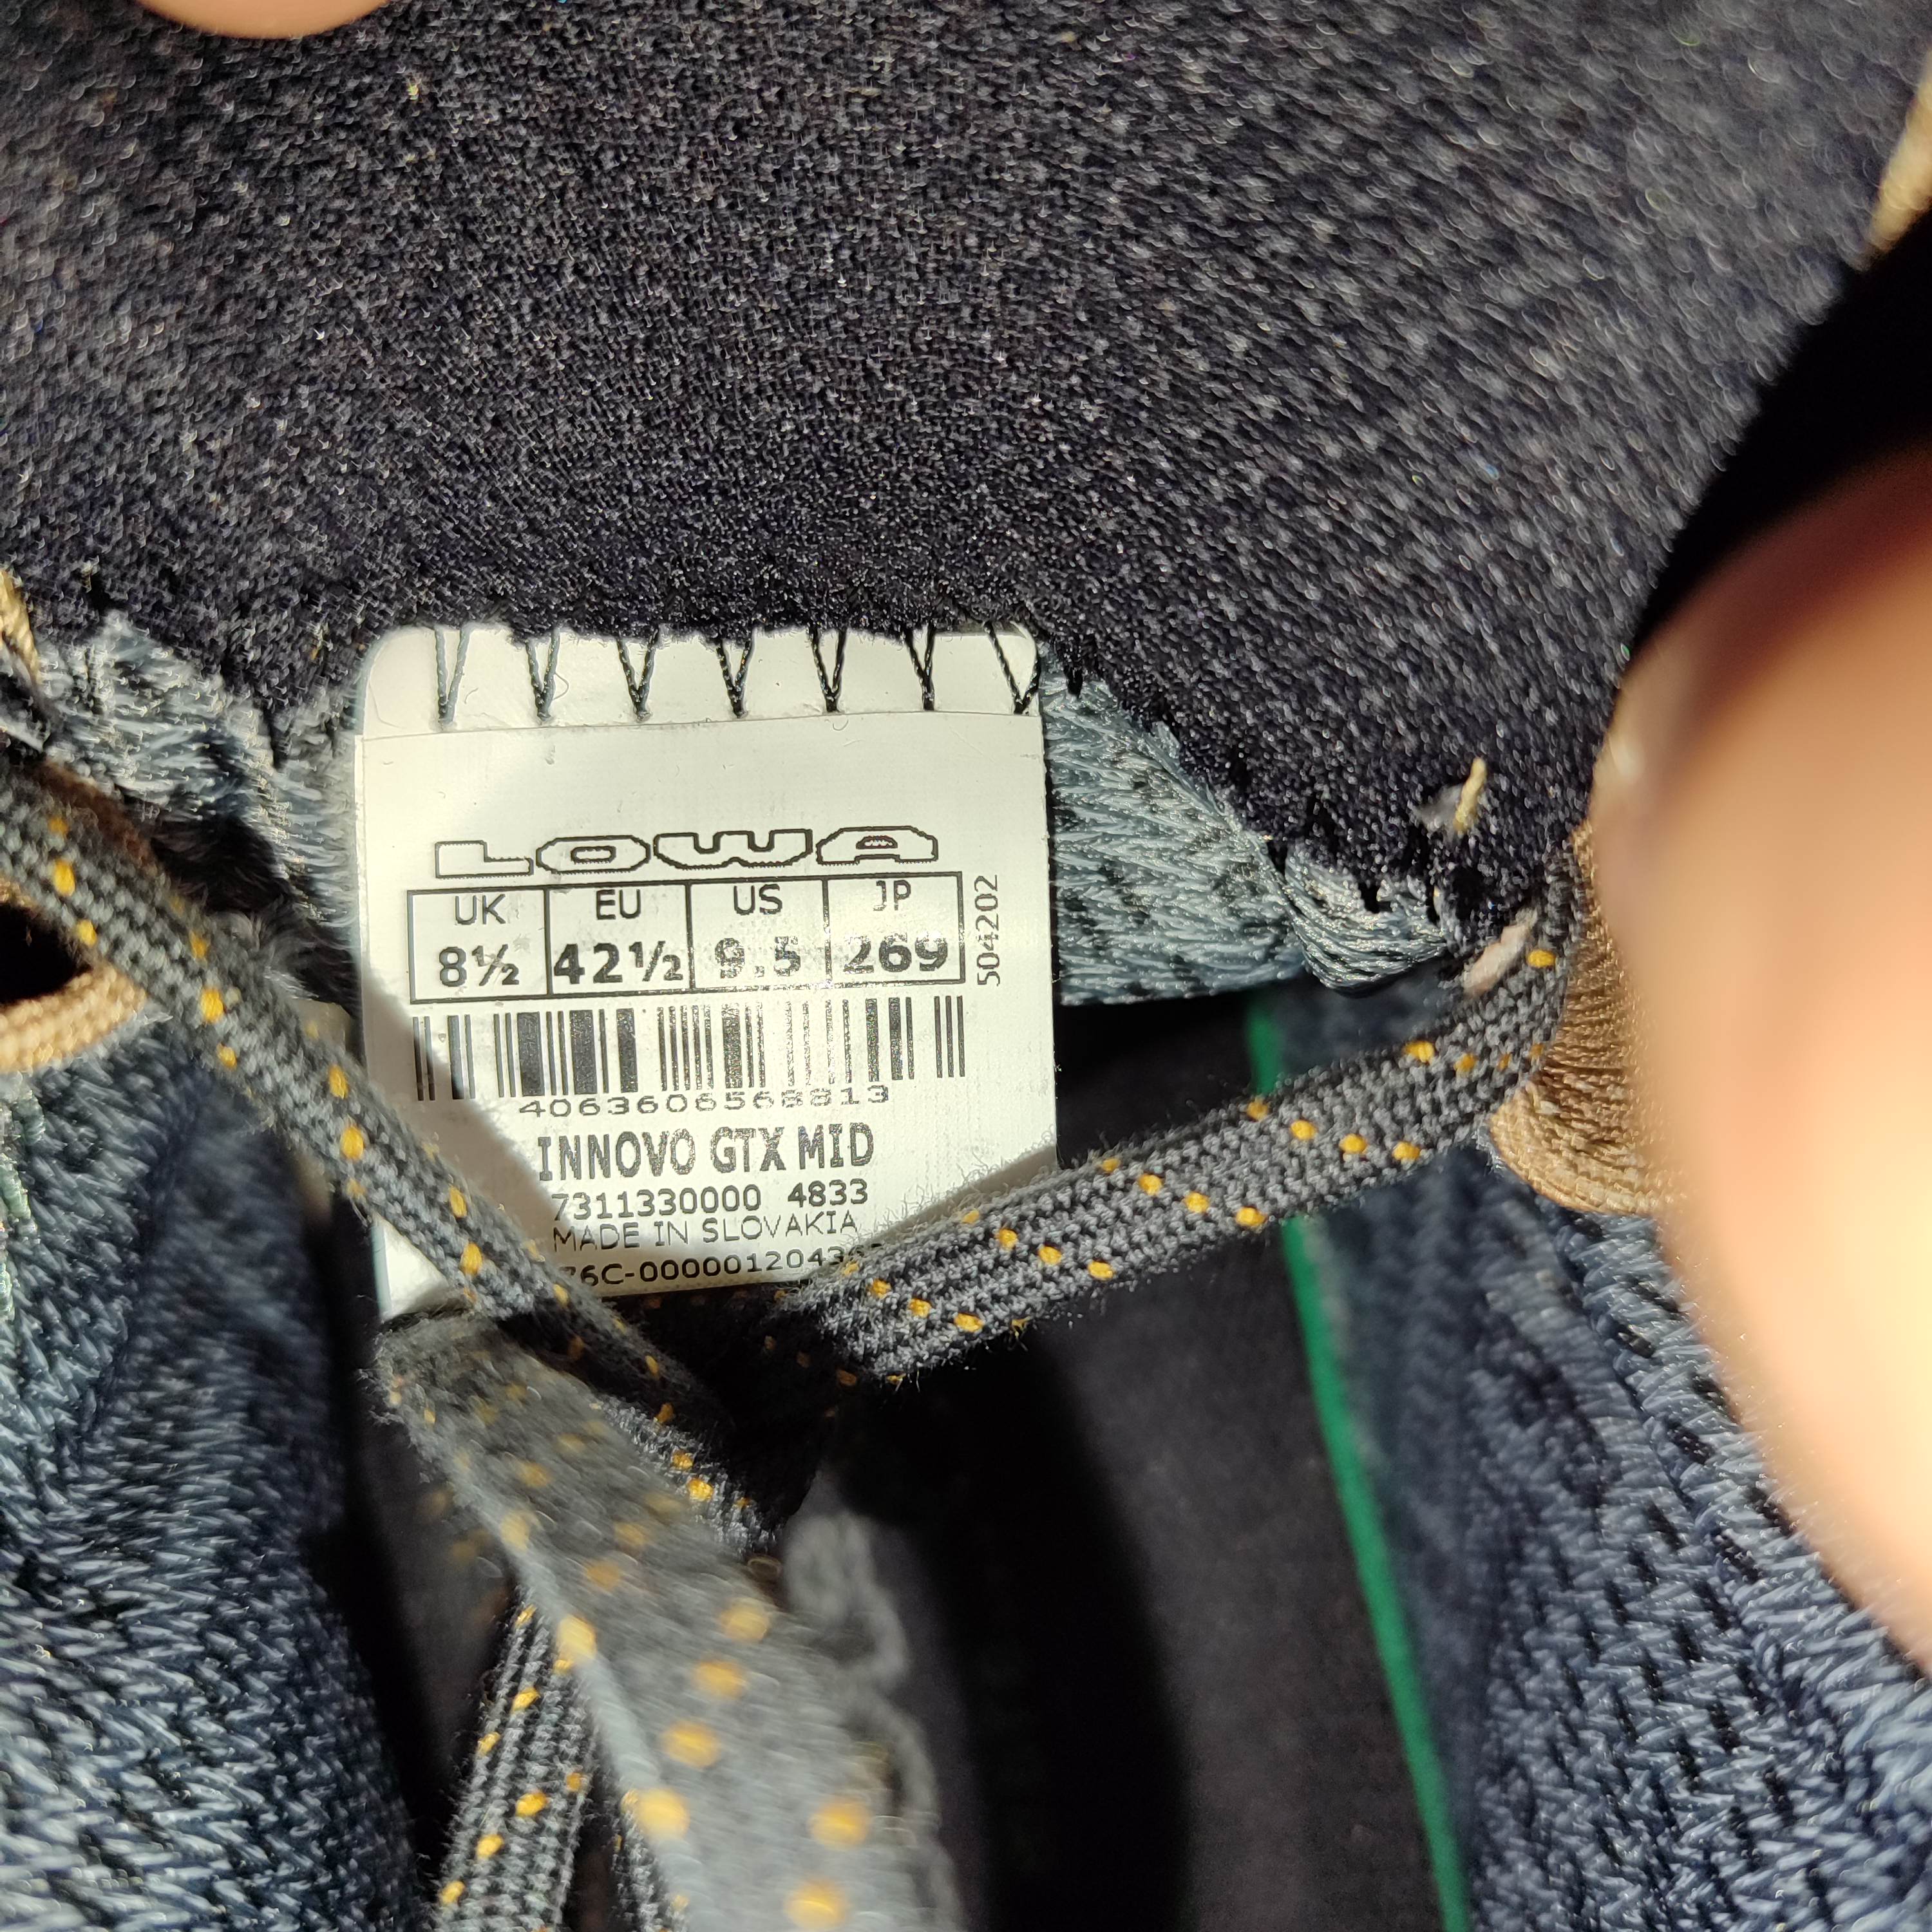 LOWA
UK EU US JP
8½ 42½ 9.5 269
504202
4063606568813
INNOVO GTX MID
7311330000 4833
MADE IN SLOVAKIA